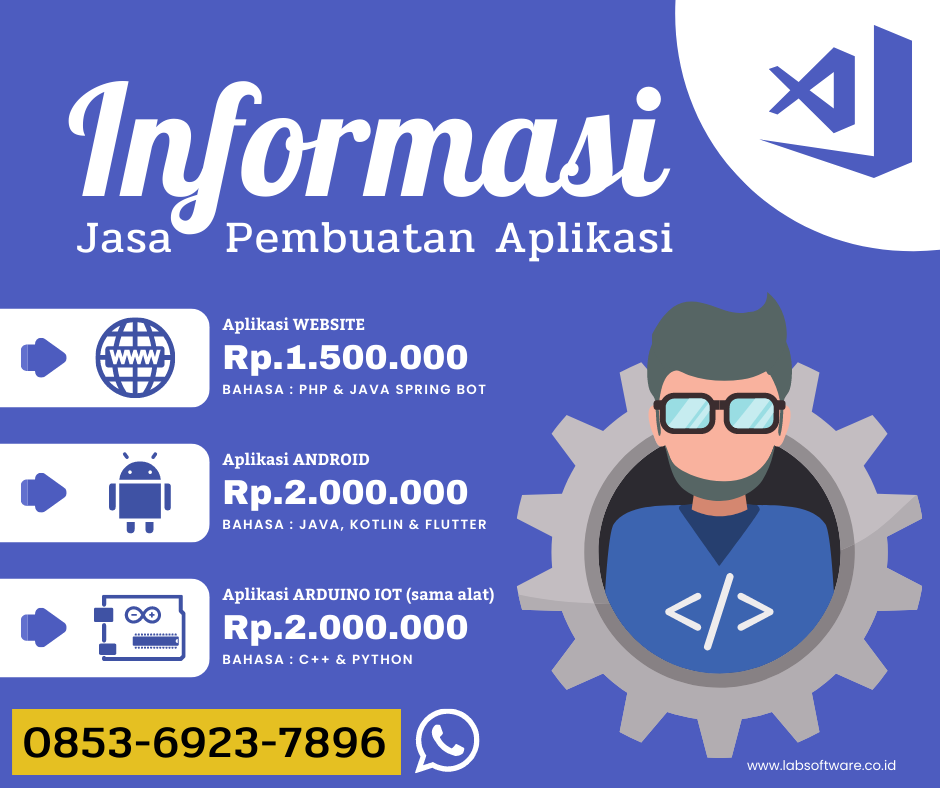 Informasi
Jasa Pembuatan Aplikasi
WWW
Aplikasi WEBSITE
Rp.1.500.000
BAHASA : PHP & JAVA SPRING BOT
Aplikasi ANDROID
Rp.2.000.000
BAHASA : JAVA, KOTLIN & FLUTTER
Aplikasi ARDUINO IOT (sama alat)
Rp.2.000.000
BAHASA : C++ & PYTHON
</>
0853-6923-7896
www.labsoftware.co.id